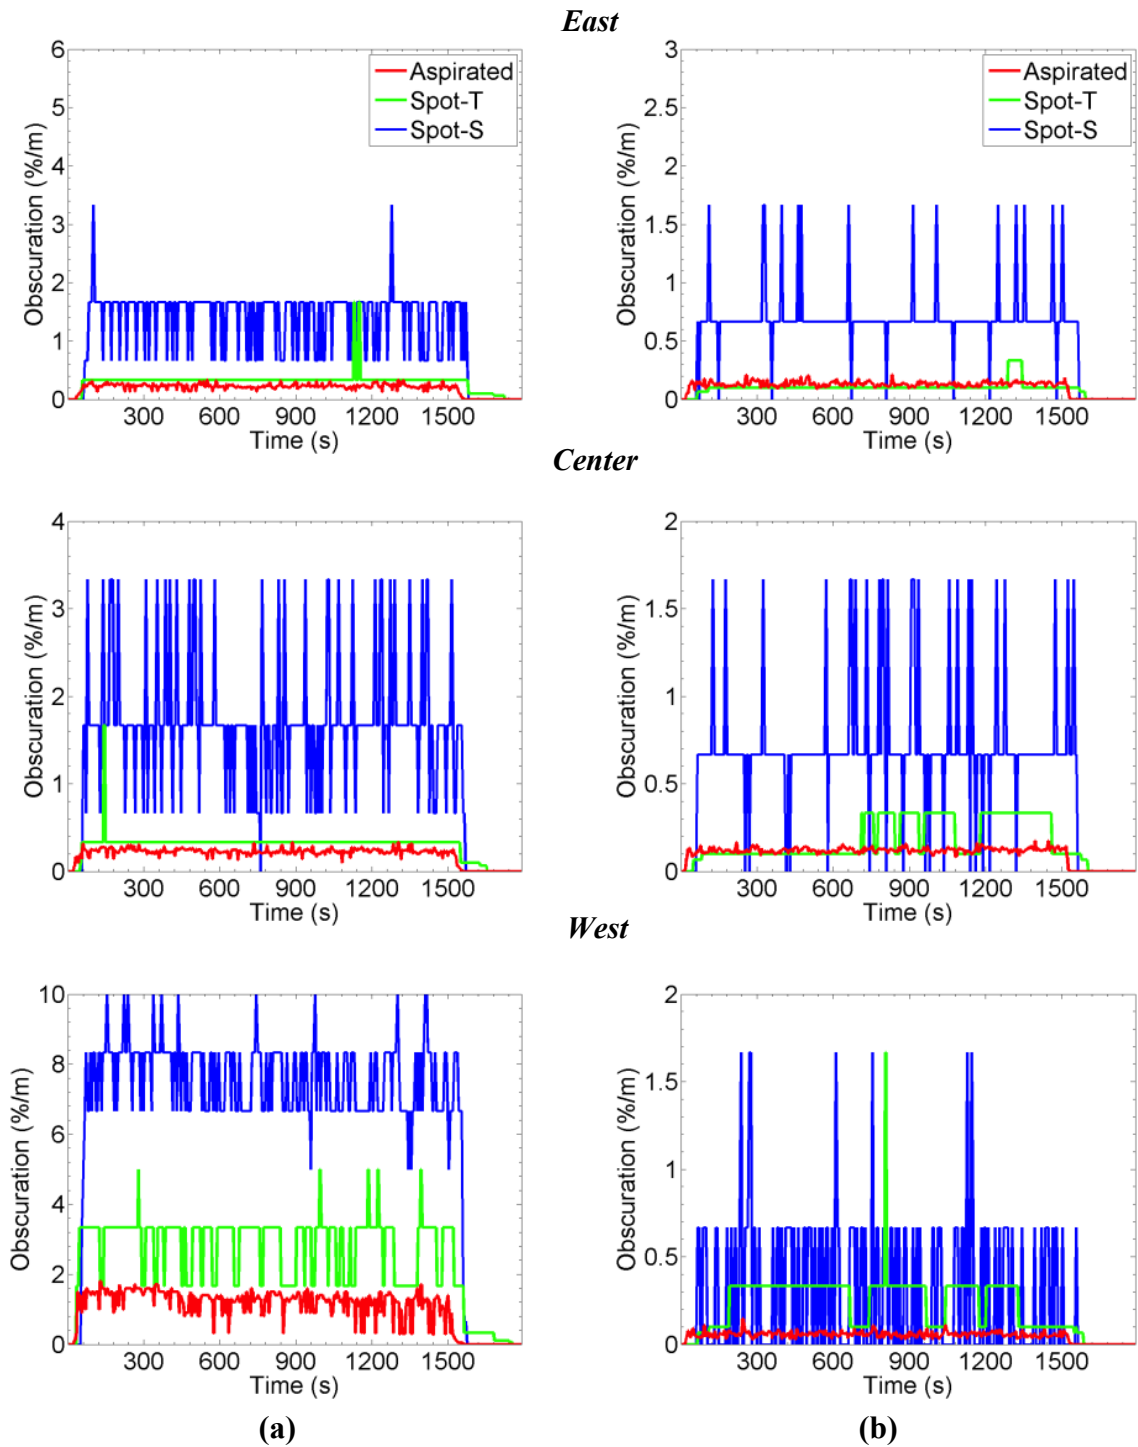 East
6
5
4
3
2
1
0
Obscuration (%/m)
Aspirated
Spot-T
Spot-S
300 600 900 1200 1500
Time (s)
3
2.5
2
1.5
1
0.5
0
Obscuration (%/m)
Aspirated
Spot-T
Spot-S
300 600 900 1200 1500
Time (s)
Center
4
3
2
1
0
Obscuration (%/m)
300 600 900 1200 1500
Time (s)
2
1.5
1
0.5
0
Obscuration (%/m)
300 600 900 1200 1500
Time (s)
West
10
8
6
4
2
0
Obscuration (%/m)
300 600 900 1200 1500
Time (s)
2
1.5
1
0.5
0
Obscuration (%/m)
300 600 900 1200 1500
Time (s)
(a)
(b)